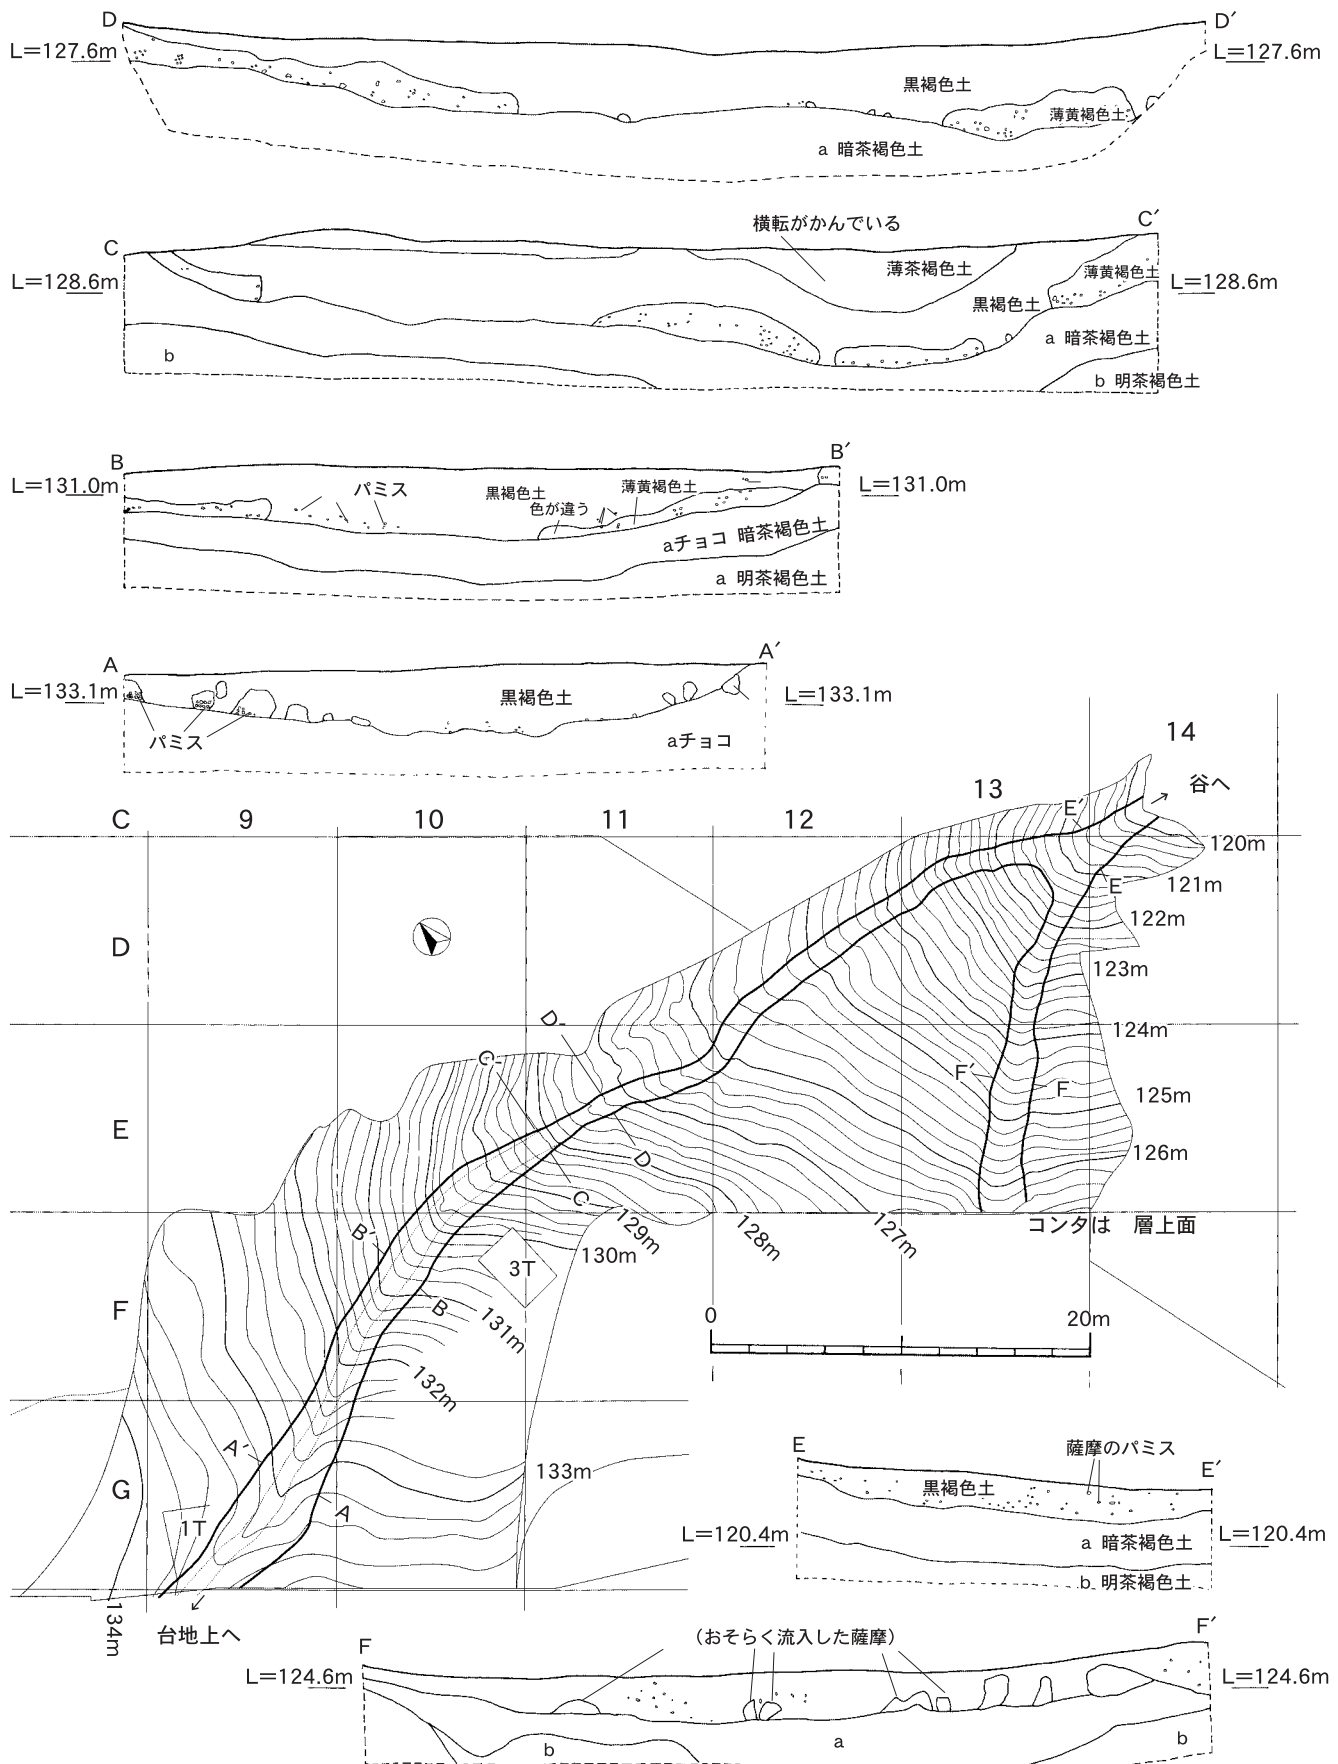 D
D′
L=127.6m
L=127.6m
黒褐色土
薄黄褐色土
a 暗茶褐色土
横転がかんでいる
C
C′
L=128.6m
薄茶褐色土
薄黄褐色土
L=128.6m
黒褐色土
a 暗茶褐色土
b
b 明茶褐色土
B
B′
L=131.0m
パミス
黒褐色土
薄黄褐色土
L=131.0m
色が違う
aチョコ 暗茶褐色土
a 明茶褐色土
A
A′
L=133.1m
黒褐色土
L=133.1m
パミス
aチョコ
14
13
谷へ
C
9
10
11
12
E′
120m
E
121m
122m
D
123m
D-
124m
C-
F′
F
125m
E
D
126m
C
129m
128m
127m
コンタは 層上面
B′
130m
3T
F
B
131m
0
20m
132m
A-
133m
G
A
1T
134m
台地上へ
E
薩摩のパミス
E′
黒褐色土
L=120.4m
a 暗茶褐色土
L=120.4m
b 明茶褐色土
F
(おそらく流入した薩摩)
F′
L=124.6m
L=124.6m
b
a
b